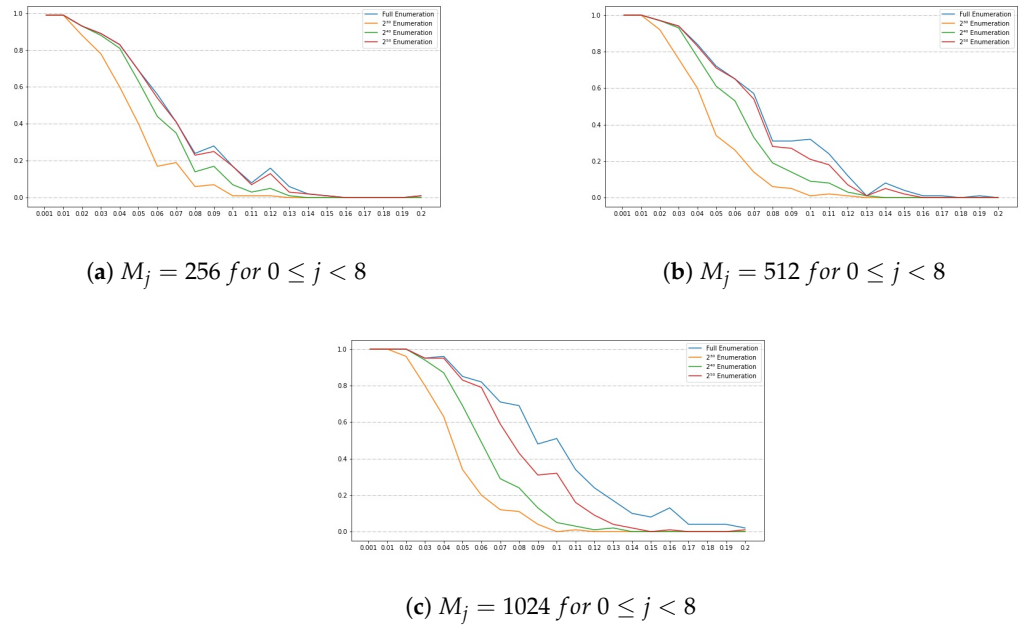 1.0
0.8
0.6
0.4
0.2
0.0
Full Enumeration
2³⁰ Enumeration
2⁴⁰ Enumeration
2⁵⁰ Enumeration
0.001 0.01 0.02 0.03 0.04 0.05 0.06 0.07 0.08 0.09 0.1 0.11 0.12 0.13 0.14 0.15 0.16 0.17 0.18 0.19 0.2
(a) M_j = 256 for 0 ≤ j < 8
1.0
0.8
0.6
0.4
0.2
0.0
Full Enumeration
2³⁰ Enumeration
2⁴⁰ Enumeration
2⁵⁰ Enumeration
0.001 0.01 0.02 0.03 0.04 0.05 0.06 0.07 0.08 0.09 0.1 0.11 0.12 0.13 0.14 0.15 0.16 0.17 0.18 0.19 0.2
(b) M_j = 512 for 0 ≤ j < 8
1.0
0.8
0.6
0.4
0.2
0.0
Full Enumeration
2³⁰ Enumeration
2⁴⁰ Enumeration
2⁵⁰ Enumeration
0.001 0.01 0.02 0.03 0.04 0.05 0.06 0.07 0.08 0.09 0.1 0.11 0.12 0.13 0.14 0.15 0.16 0.17 0.18 0.19 0.2
(c) M_j = 1024 for 0 ≤ j < 8